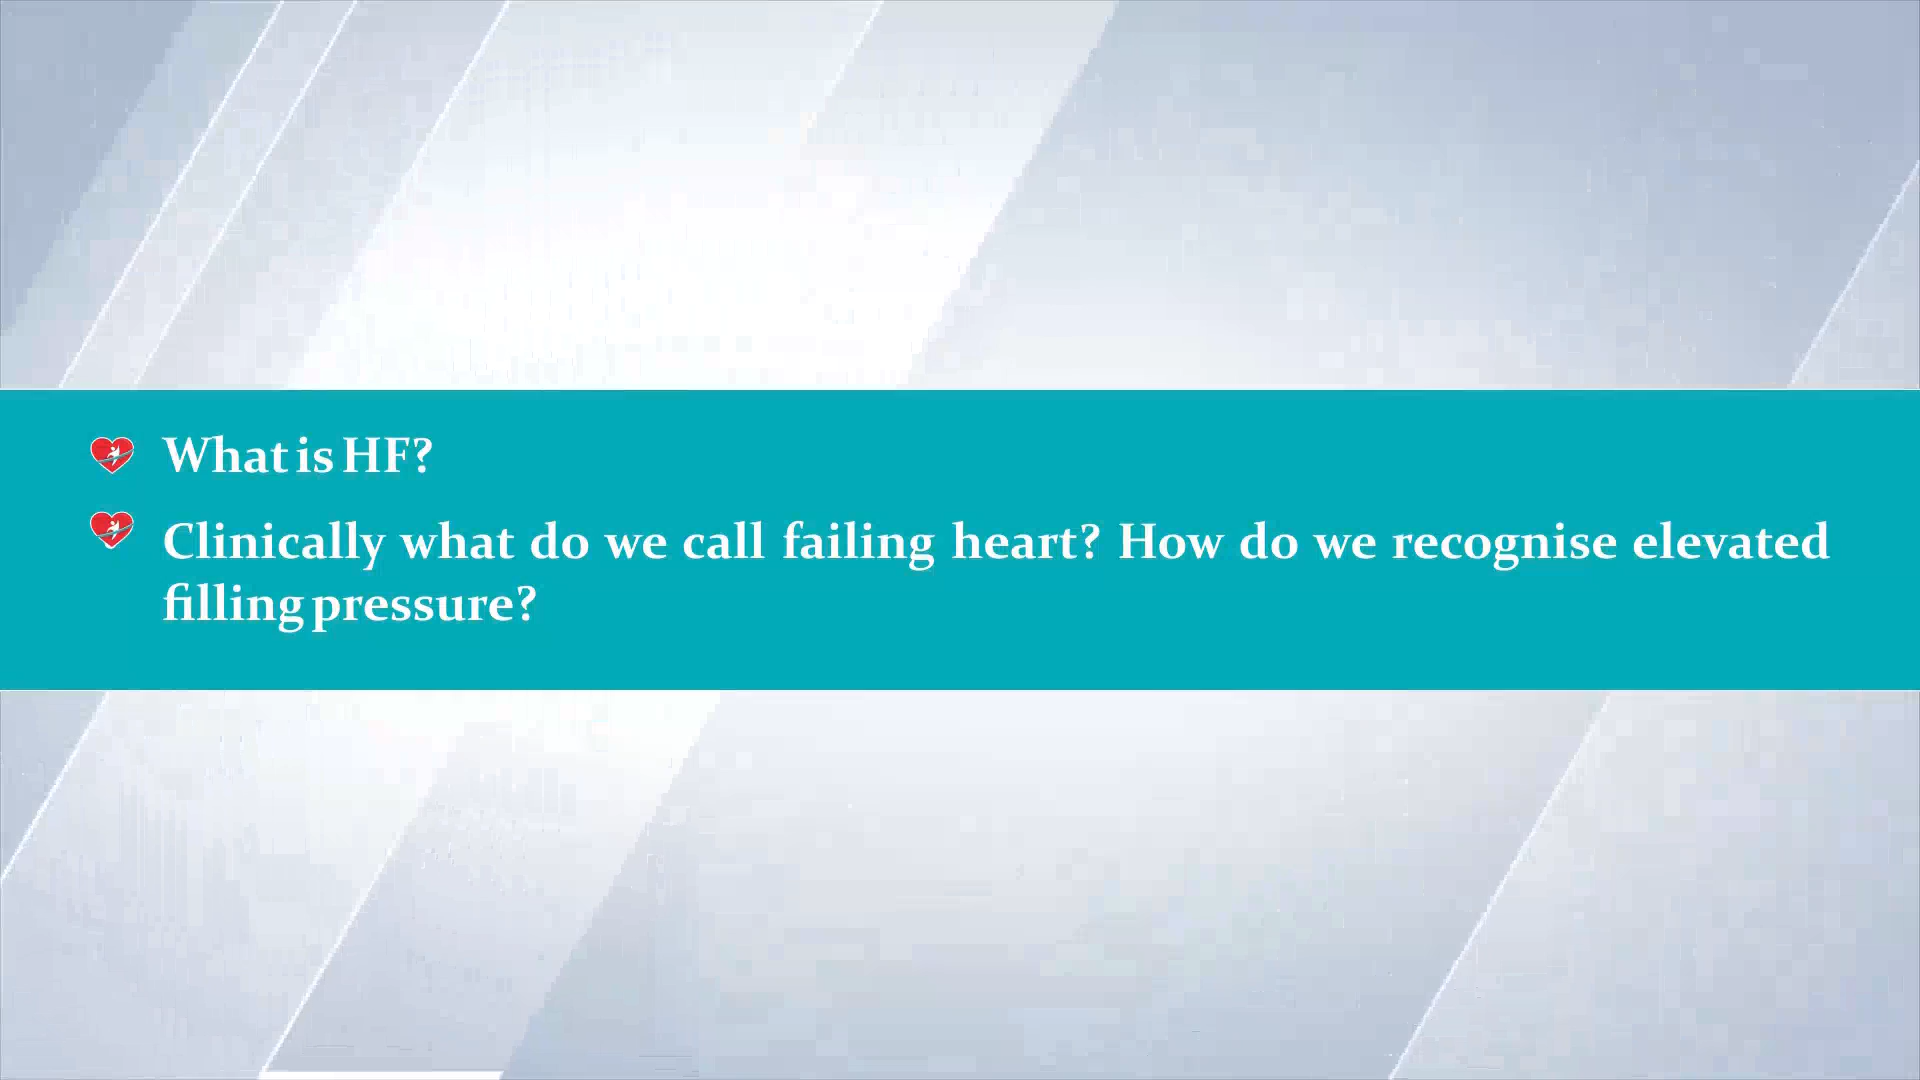 What is HF?
Clinically what do we call failing heart? How do we recognise elevated
filling pressure?